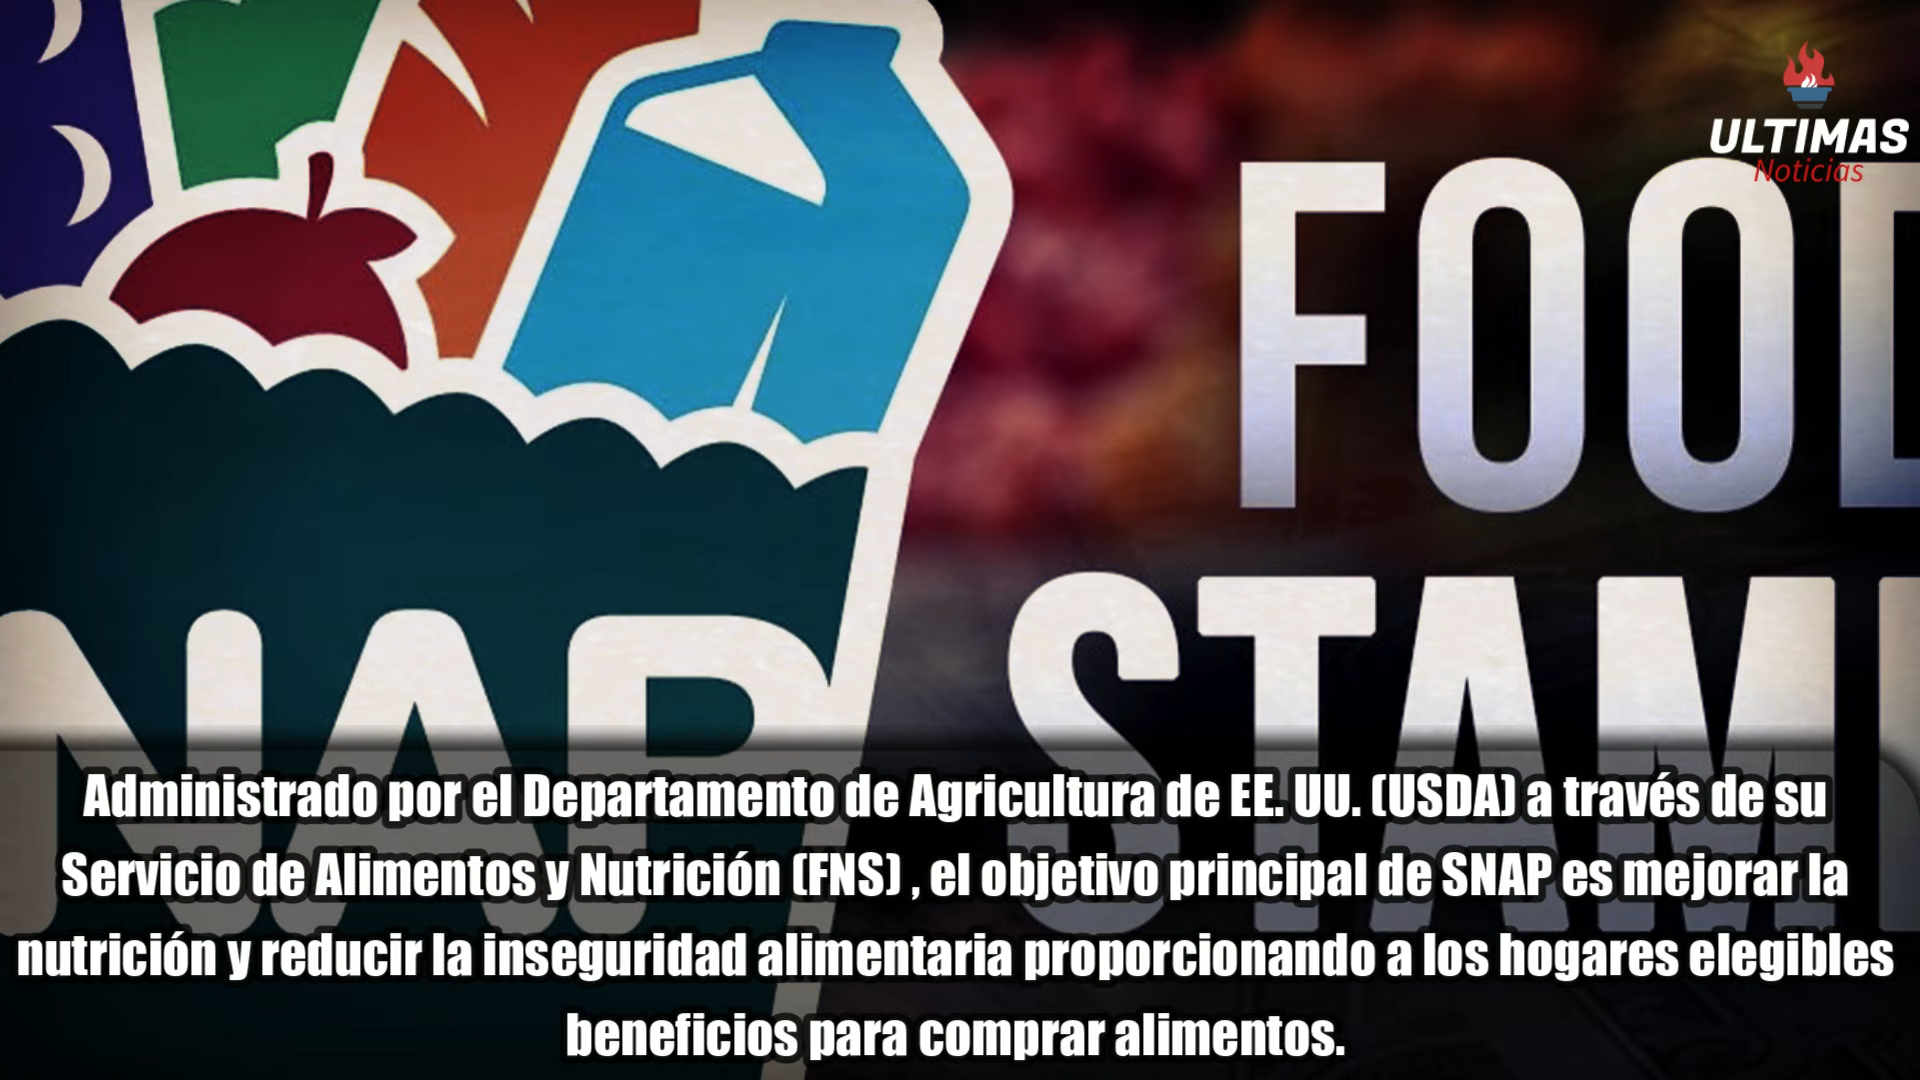 ULTIMAS
Noticias
FOOD
STAMP
SNAP
Administrado por el Departamento de Agricultura de EE. UU. (USDA) a través de su
Servicio de Alimentos y Nutrición (FNS) , el objetivo principal de SNAP es mejorar la
nutrición y reducir la inseguridad alimentaria proporcionando a los hogares elegibles
beneficios para comprar alimentos.